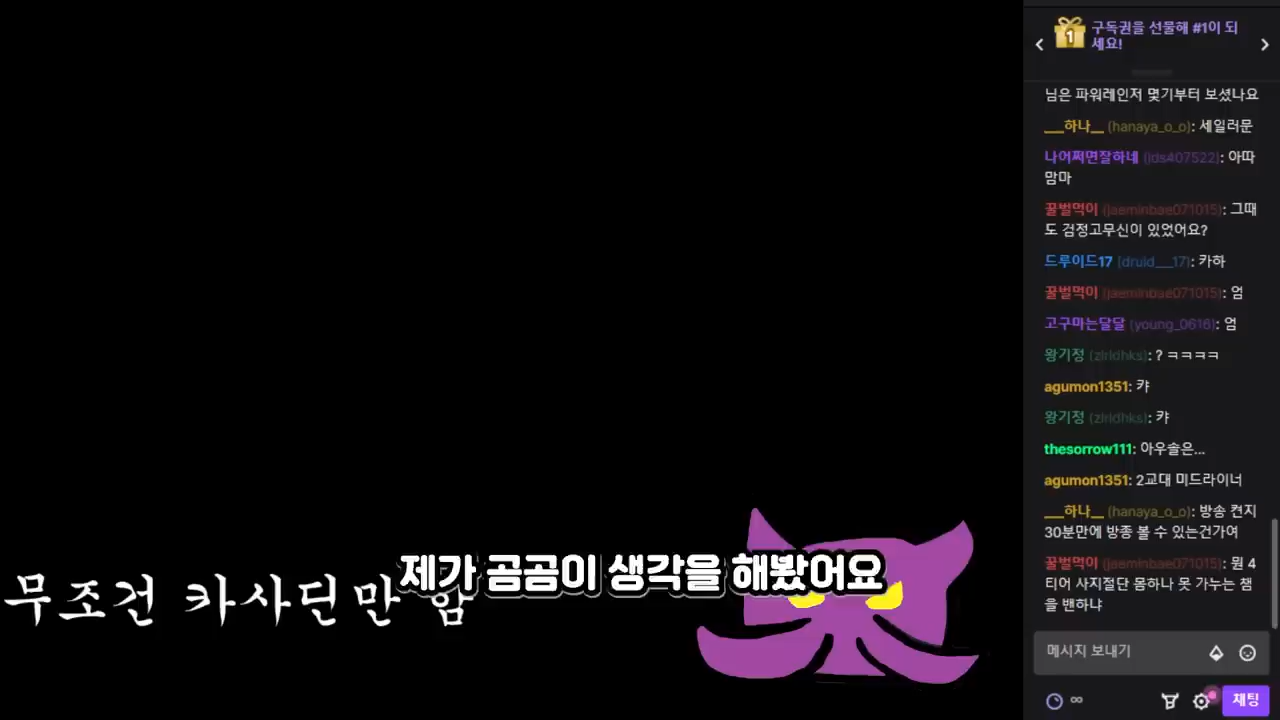 구독권을 선물해 #1이 되
세요!
님은 파워레인저 몇기부터 보셨나요
__하나__ (hanaya_o_o): 세일러문
나어쩌면잘하네 (jds407522): 아따
맘마
꿀벌먹이 (jaeminbae071015): 그때
도 검정고무신이 있었어요?
드루이드17 (druid__17): 카하
꿀벌먹이 (jaeminbae071015): 엄
고구마는달달 (young_0616): 엄
왕기정 (zlrldhks): ? ㅋㅋㅋㅋ
agumon1351: 캬
왕기정 (zlrldhks): 캬
thesorrow111: 아우솔은...
agumon1351: 2교대 미드라이너
__하나__ (hanaya_o_o): 방송 켠지
30분만에 방종 볼 수 있는건가여
꿀벌먹이 (jaeminbae071015): 뭔 4
티어 사지절단 몸하나 못 가누는 챔
을 밴하냐
제가 곰곰이 생각을 해봤어요
무조건 카사딘만 함
메시지 보내기
채팅